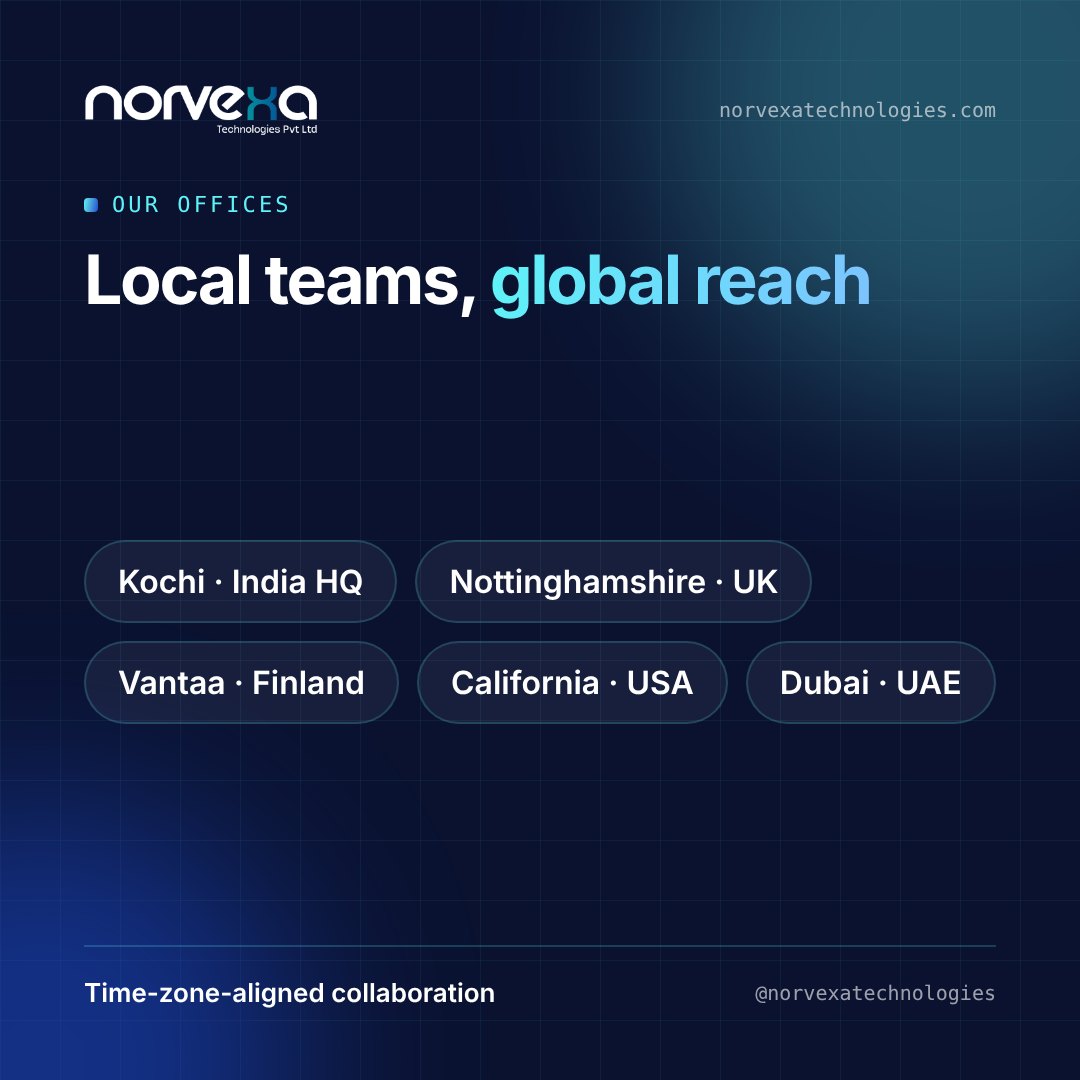 norvexa
Technologies Pvt Ltd
norvexatechnologies.com
OUR OFFICES
Local teams, global reach
Kochi · India HQ
Nottinghamshire · UK
Vantaa · Finland
California · USA
Dubai · UAE
Time-zone-aligned collaboration
@norvexatechnologies